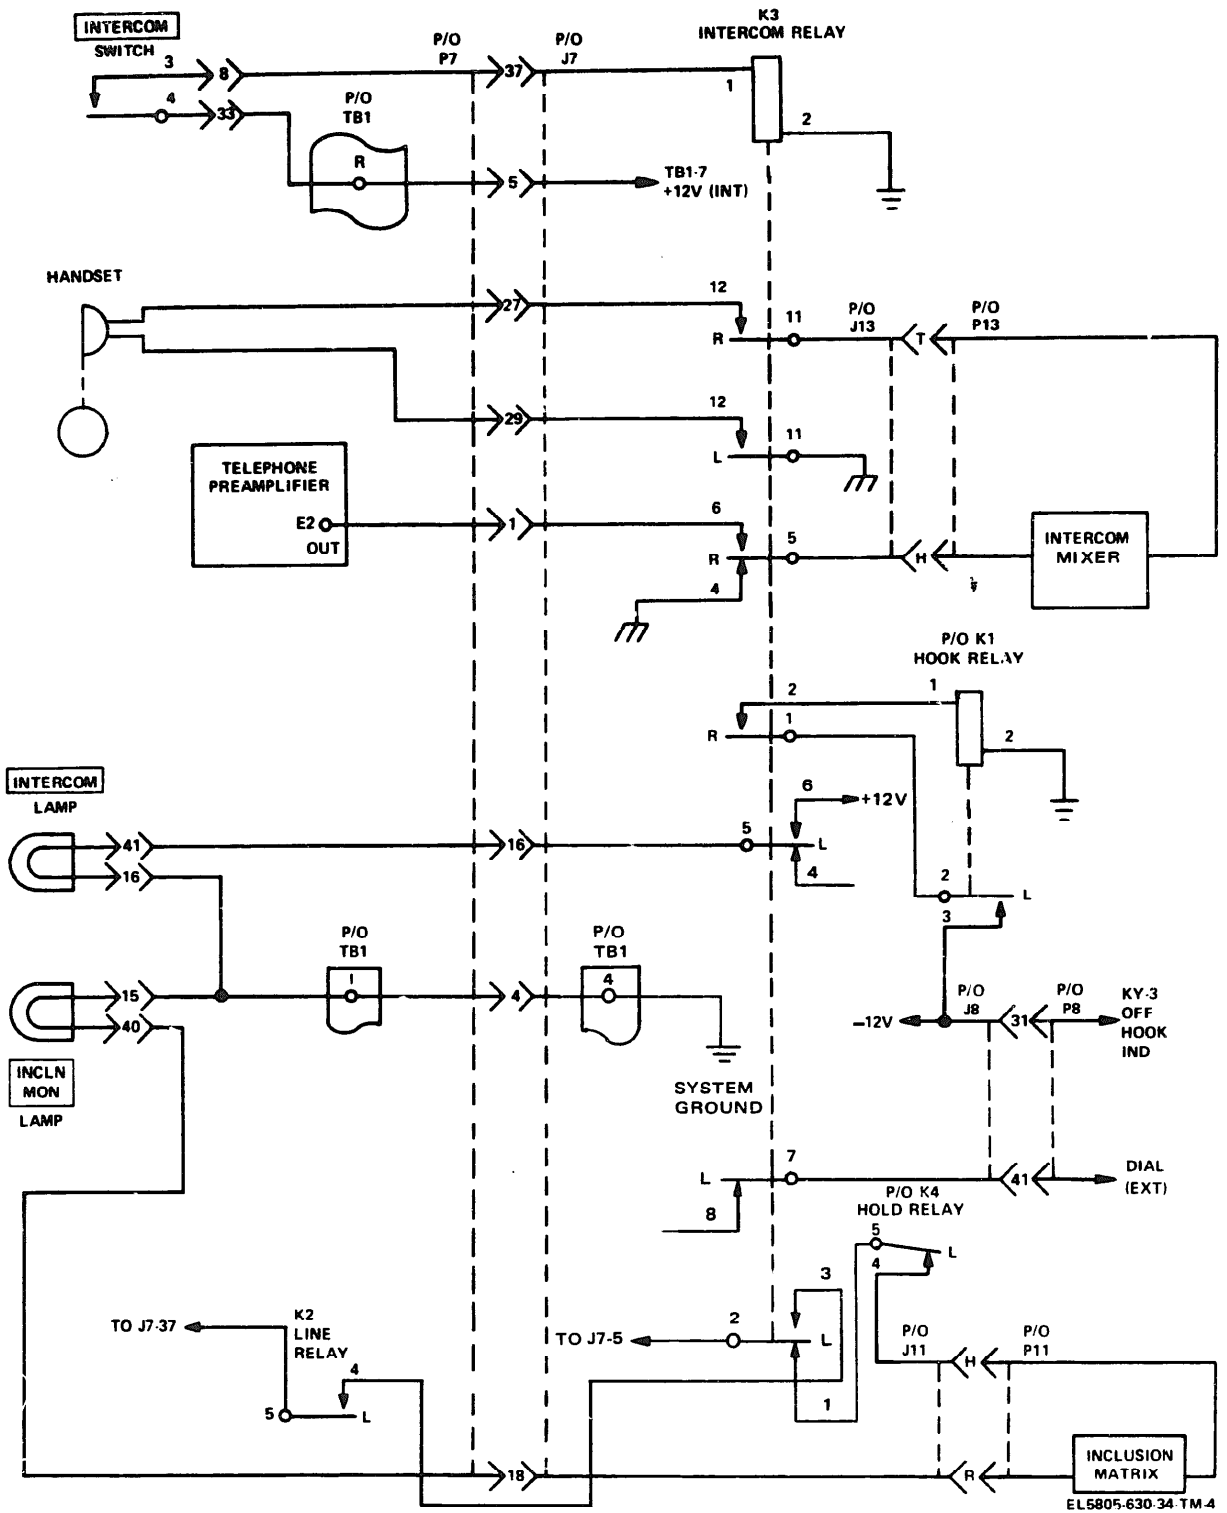 INTERCOM
SWITCH
3
8
4
33
P/O
TB1
R
P/O
P7
37
P/O
J7
5
TB1-7
+12V (INT)
K3
INTERCOM RELAY
1
2
HANDSET
27
12
R
11
P/O
J13
T
P/O
P13
29
12
L
11
TELEPHONE
PREAMPLIFIER
E2
OUT
1
6
R
5
4
H
INTERCOM
MIXER
P/O K1
HOOK RELAY
1
2
2
1
R
INTERCOM
LAMP
41
16
16
5
6
+12V
L
4
2
L
3
P/O
TB1
1
15
40
4
P/O
TB1
4
INCLN
MON
LAMP
SYSTEM
GROUND
-12V
P/O
J8
31
P/O
P8
KY-3
OFF
HOOK
IND
L
7
8
41
DIAL
(EXT)
P/O K4
HOLD RELAY
5
L
4
3
TO J7-37
K2
LINE
RELAY
4
5
L
TO J7-5
2
L
1
P/O
J11
H
P/O
P11
18
R
INCLUSION
MATRIX
EL5805-630-34-TM-4